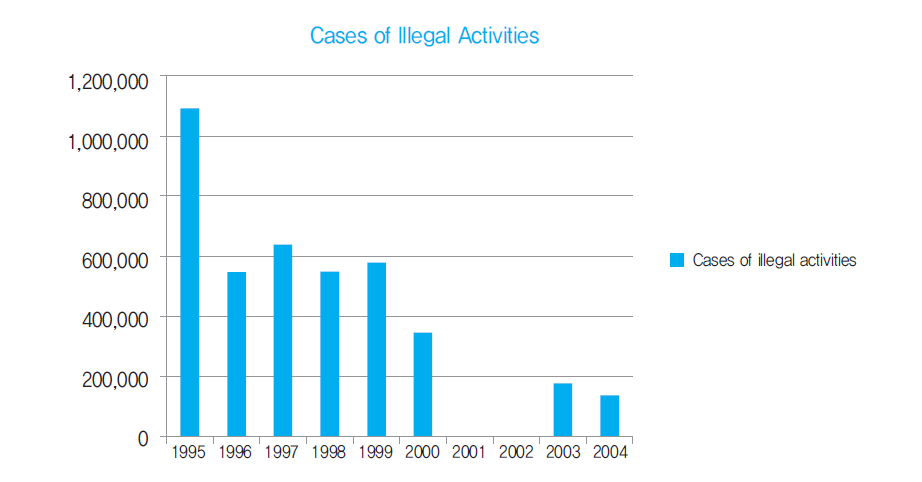 Cases of Illegal Activities
1,200,000
1,000,000
800,000
600,000
400,000
200,000
0
1995 1996 1997 1998 1999 2000 2001 2002 2003 2004
Cases of illegal activities